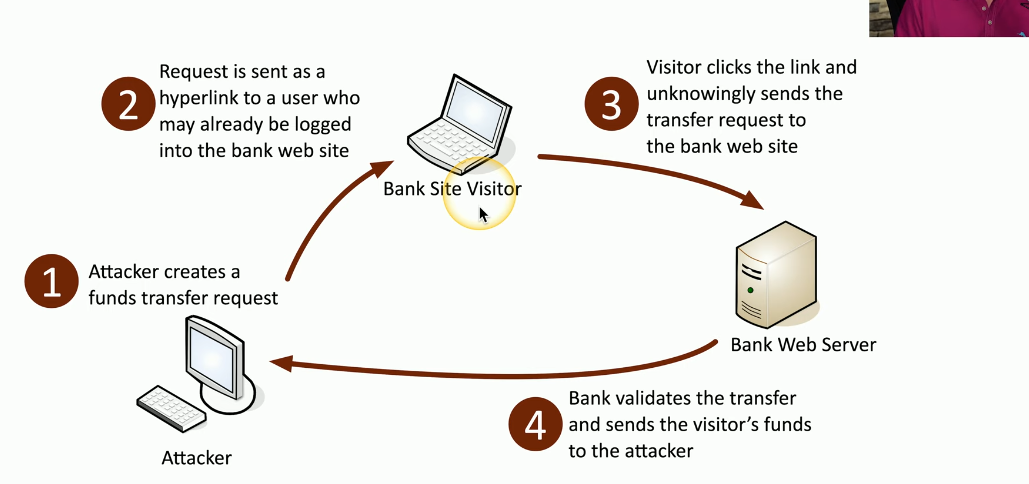 1
Attacker creates a
funds transfer request
Attacker
2
Request is sent as a
hyperlink to a user who
may already be logged
into the bank web site
Bank Site Visitor
3
Visitor clicks the link and
unknowingly sends the
transfer request to
the bank web site
Bank Web Server
4
Bank validates the transfer
and sends the visitor’s funds
to the attacker